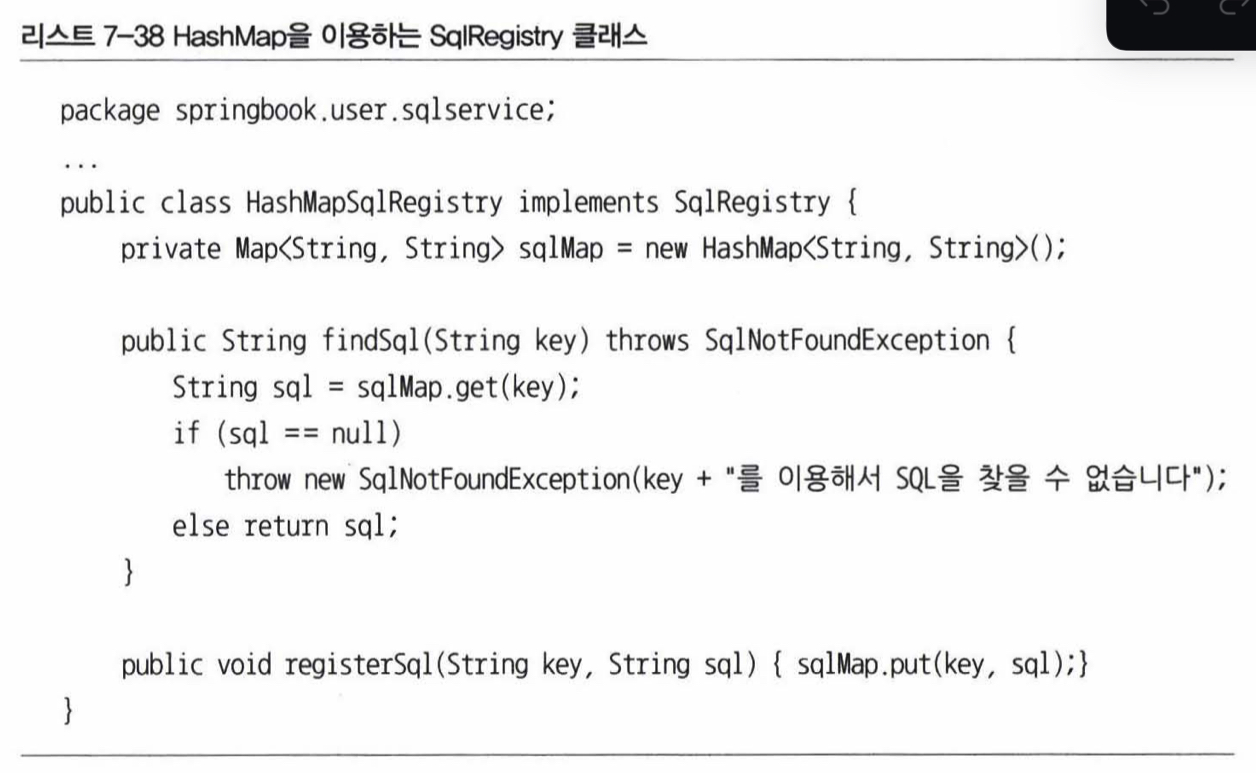 리스트 7-38 HashMap을 이용하는 SqlRegistry 클래스
package springbook.user.sqlservice;
...
public class HashMapSqlRegistry implements SqlRegistry {
private Map<String, String> sqlMap = new HashMap<String, String>();
public String findSql(String key) throws SqlNotFoundException {
String sql = sqlMap.get(key);
if (sql == null)
throw new SqlNotFoundException(key + "를 이용해서 SQL을 찾을 수 없습니다");
else return sql;
}
public void registerSql(String key, String sql) { sqlMap.put(key, sql);}
}